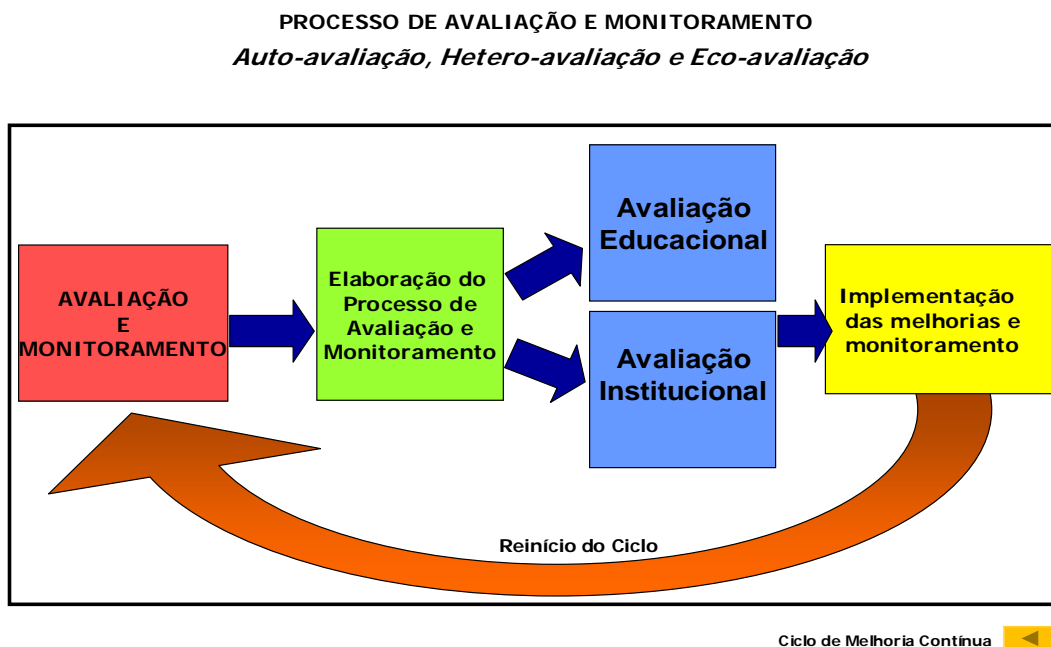 PROCESSO DE AVALIAÇÃO E MONITORAMENTO
Auto-avaliação, Hetero-avaliação e Eco-avaliação
AVALIAÇÃO
E
MONITORAMENTO
Elaboração do
Processo de
Avaliação e
Monitoramento
Avaliação
Educacional
Avaliação
Institucional
Implementação
das melhorias e
monitoramento
Reinício do Ciclo
Ciclo de Melhoria Contínua